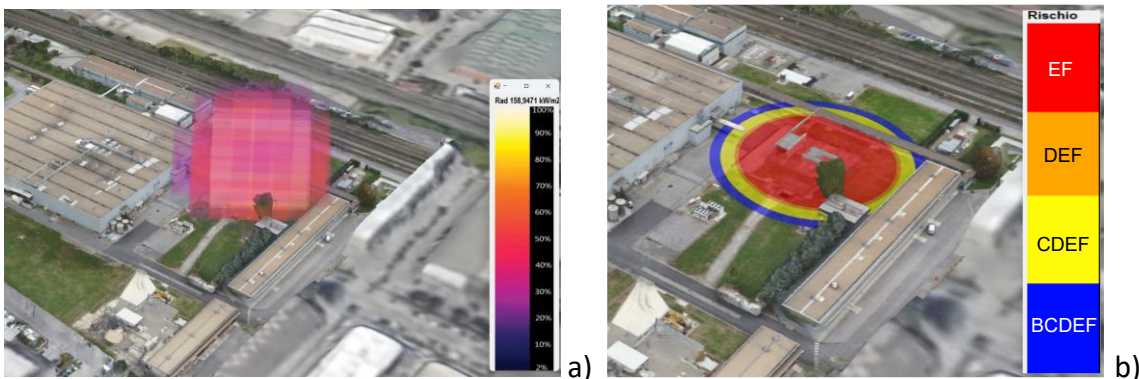 Rad 158,9471 kW/m2
100%
90%
80%
70%
60%
50%
40%
30%
20%
10%
2%
a)
Rischio
EF
DEF
CDEF
BCDEF
b)